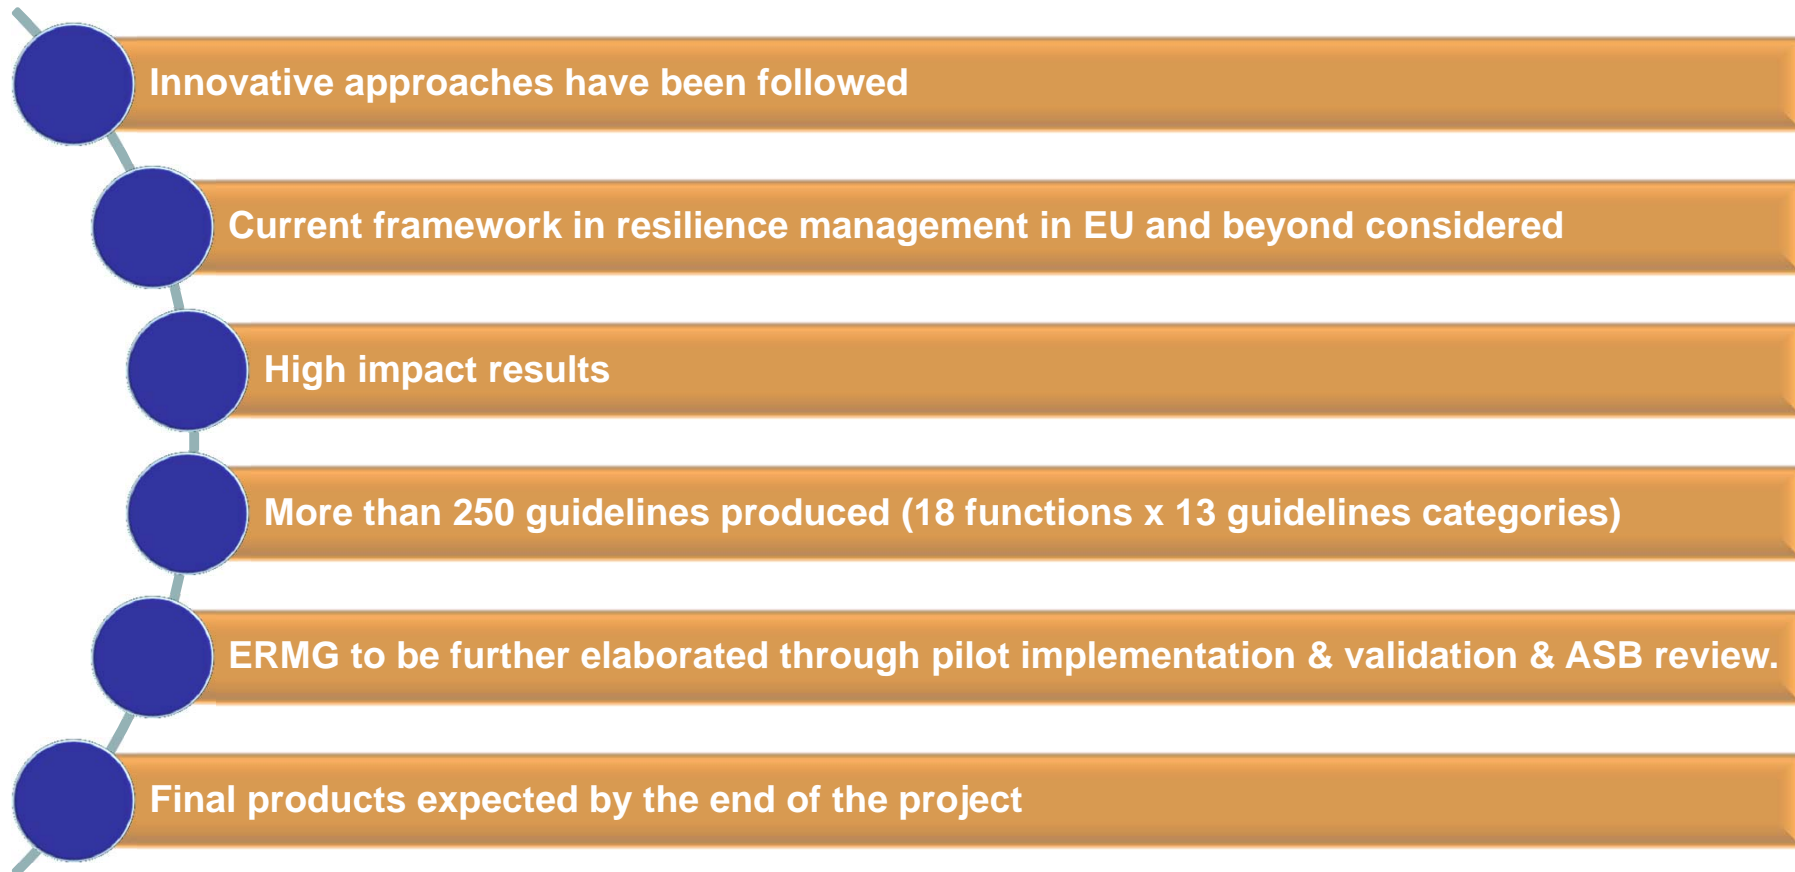 Innovative approaches have been followed
Current framework in resilience management in EU and beyond considered
High impact results
More than 250 guidelines produced (18 functions x 13 guidelines categories)
ERMG to be further elaborated through pilot implementation & validation & ASB review.
Final products expected by the end of the project